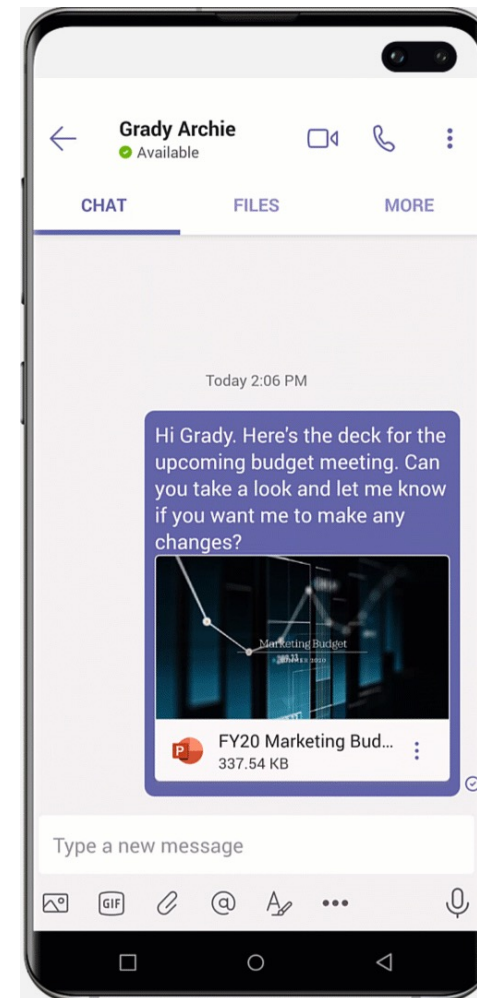 Grady Archie
Available
CHAT FILES MORE
Today 2:06 PM
Hi Grady. Here's the deck for the
upcoming budget meeting. Can
you take a look and let me know
if you want me to make any
changes?
Marketing Budget
2020
P
FY20 Marketing Bud...
337.54 KB
Type a new message
GIF